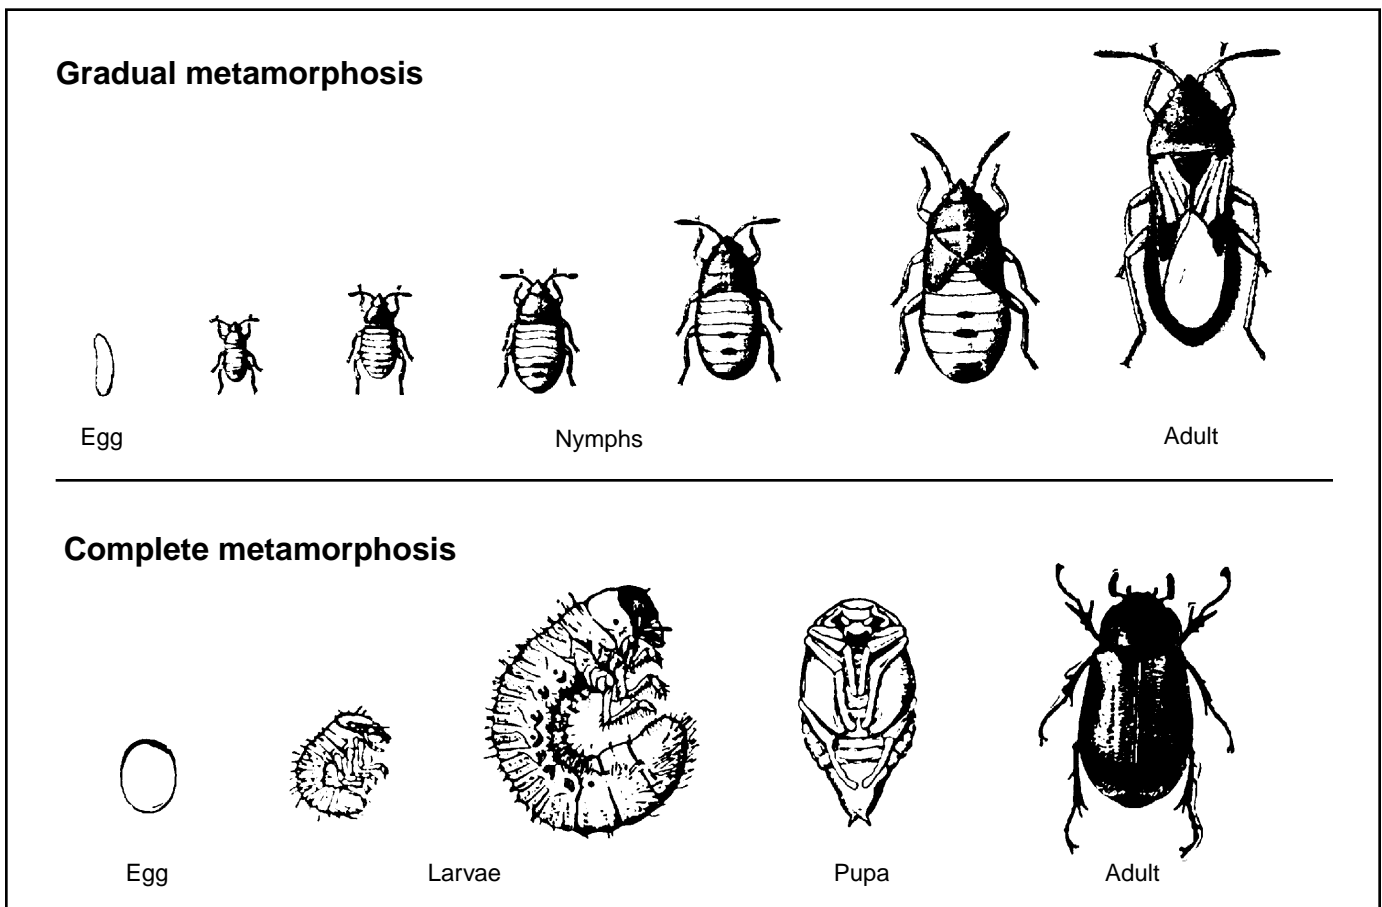 Gradual metamorphosis
Egg
Nymphs
Adult
Complete metamorphosis
Egg
Larvae
Pupa
Adult